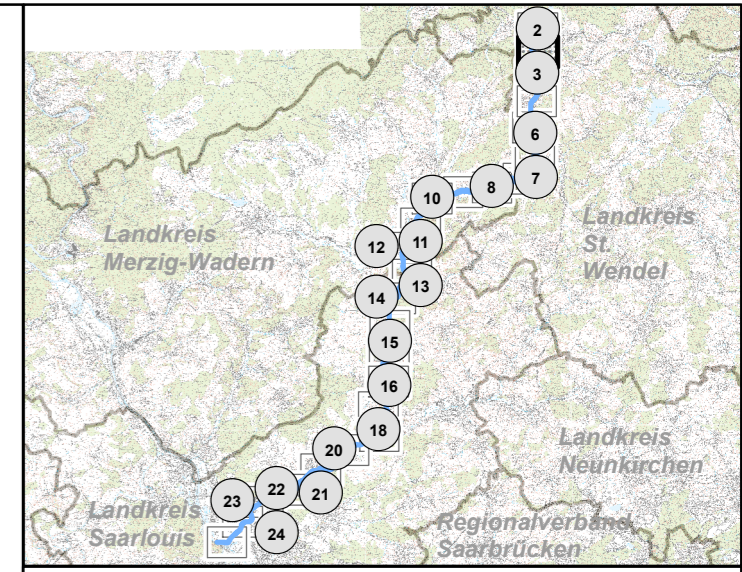 2
3
6
7
8
10
Landkreis
St.
Wendel
Landkreis
Merzig-Wadern
11
12
13
14
15
16
18
Landkreis
Neunkirchen
20
21
22
23
Landkreis
Saarlouis
24
Regionalverband
Saarbrücken